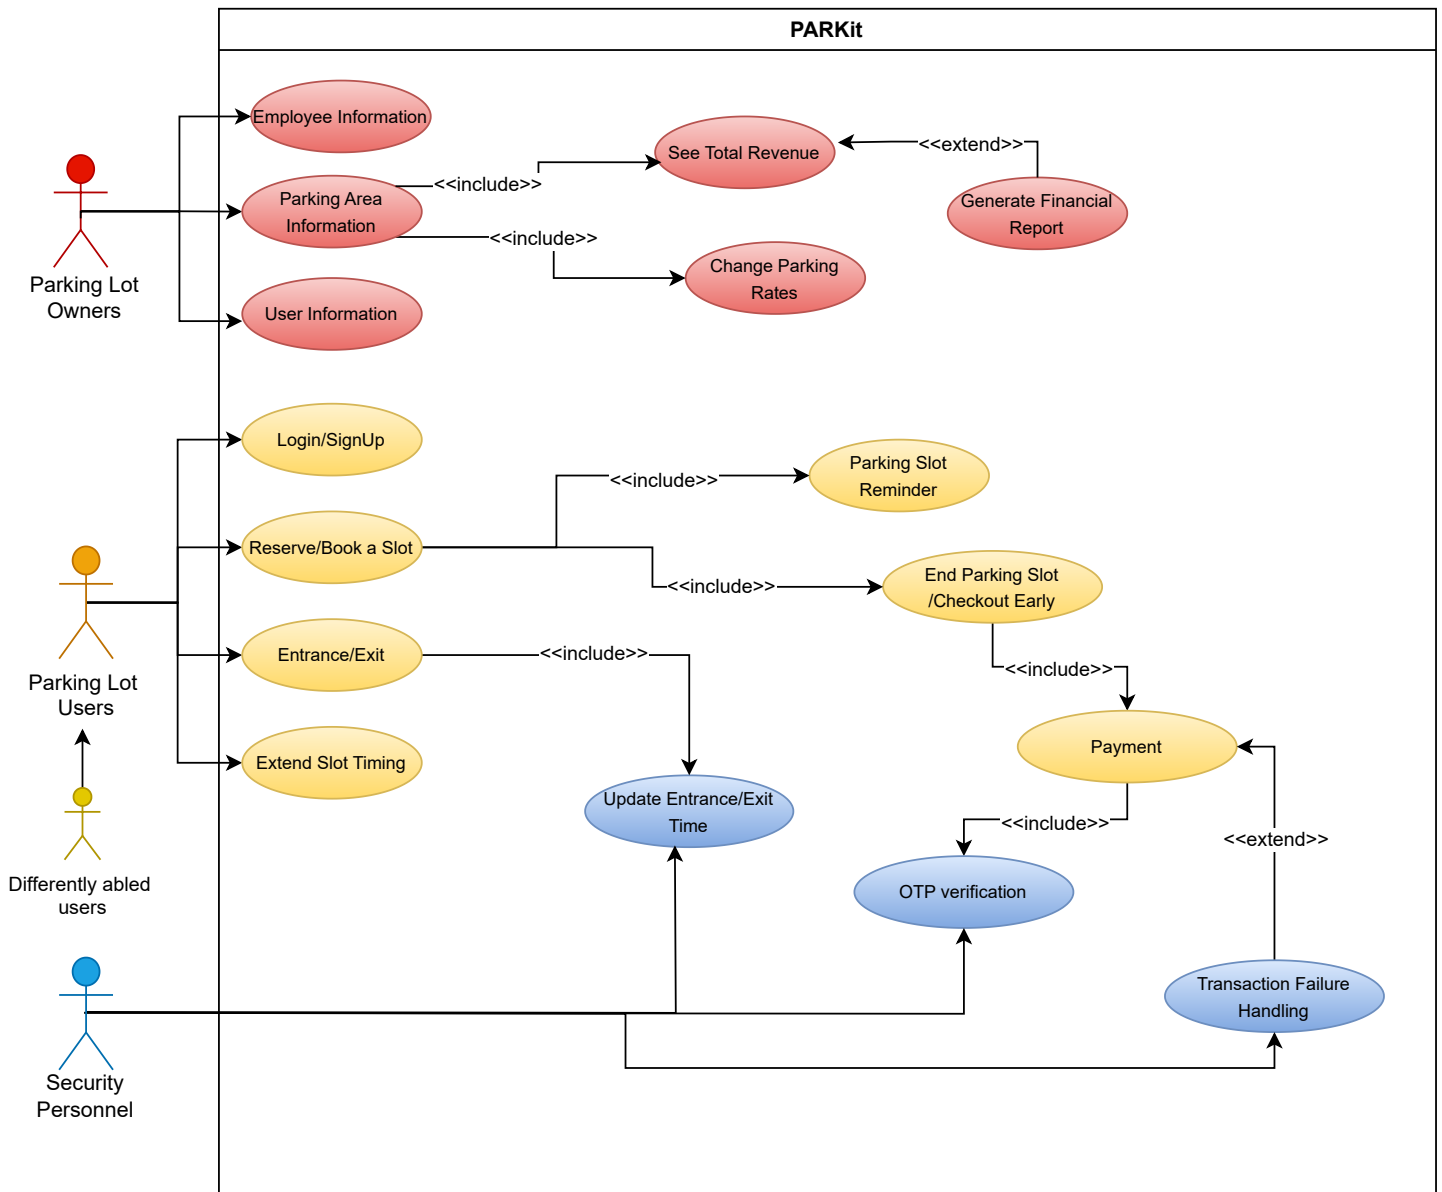 PARKit
Employee Information
See Total Revenue
<<extend>>
Parking Area
Information
<<include>>
Generate Financial
Report
<<include>>
Change Parking
Rates
Parking Lot
Owners
User Information
Login/SignUp
Parking Slot
Reminder
<<include>>
Reserve/Book a Slot
End Parking Slot
/Checkout Early
<<include>>
Entrance/Exit
<<include>>
<<include>>
Parking Lot
Users
Payment
Extend Slot Timing
Update Entrance/Exit
Time
<<include>>
<<extend>>
Differently abled
users
OTP verification
Transaction Failure
Handling
Security
Personnel